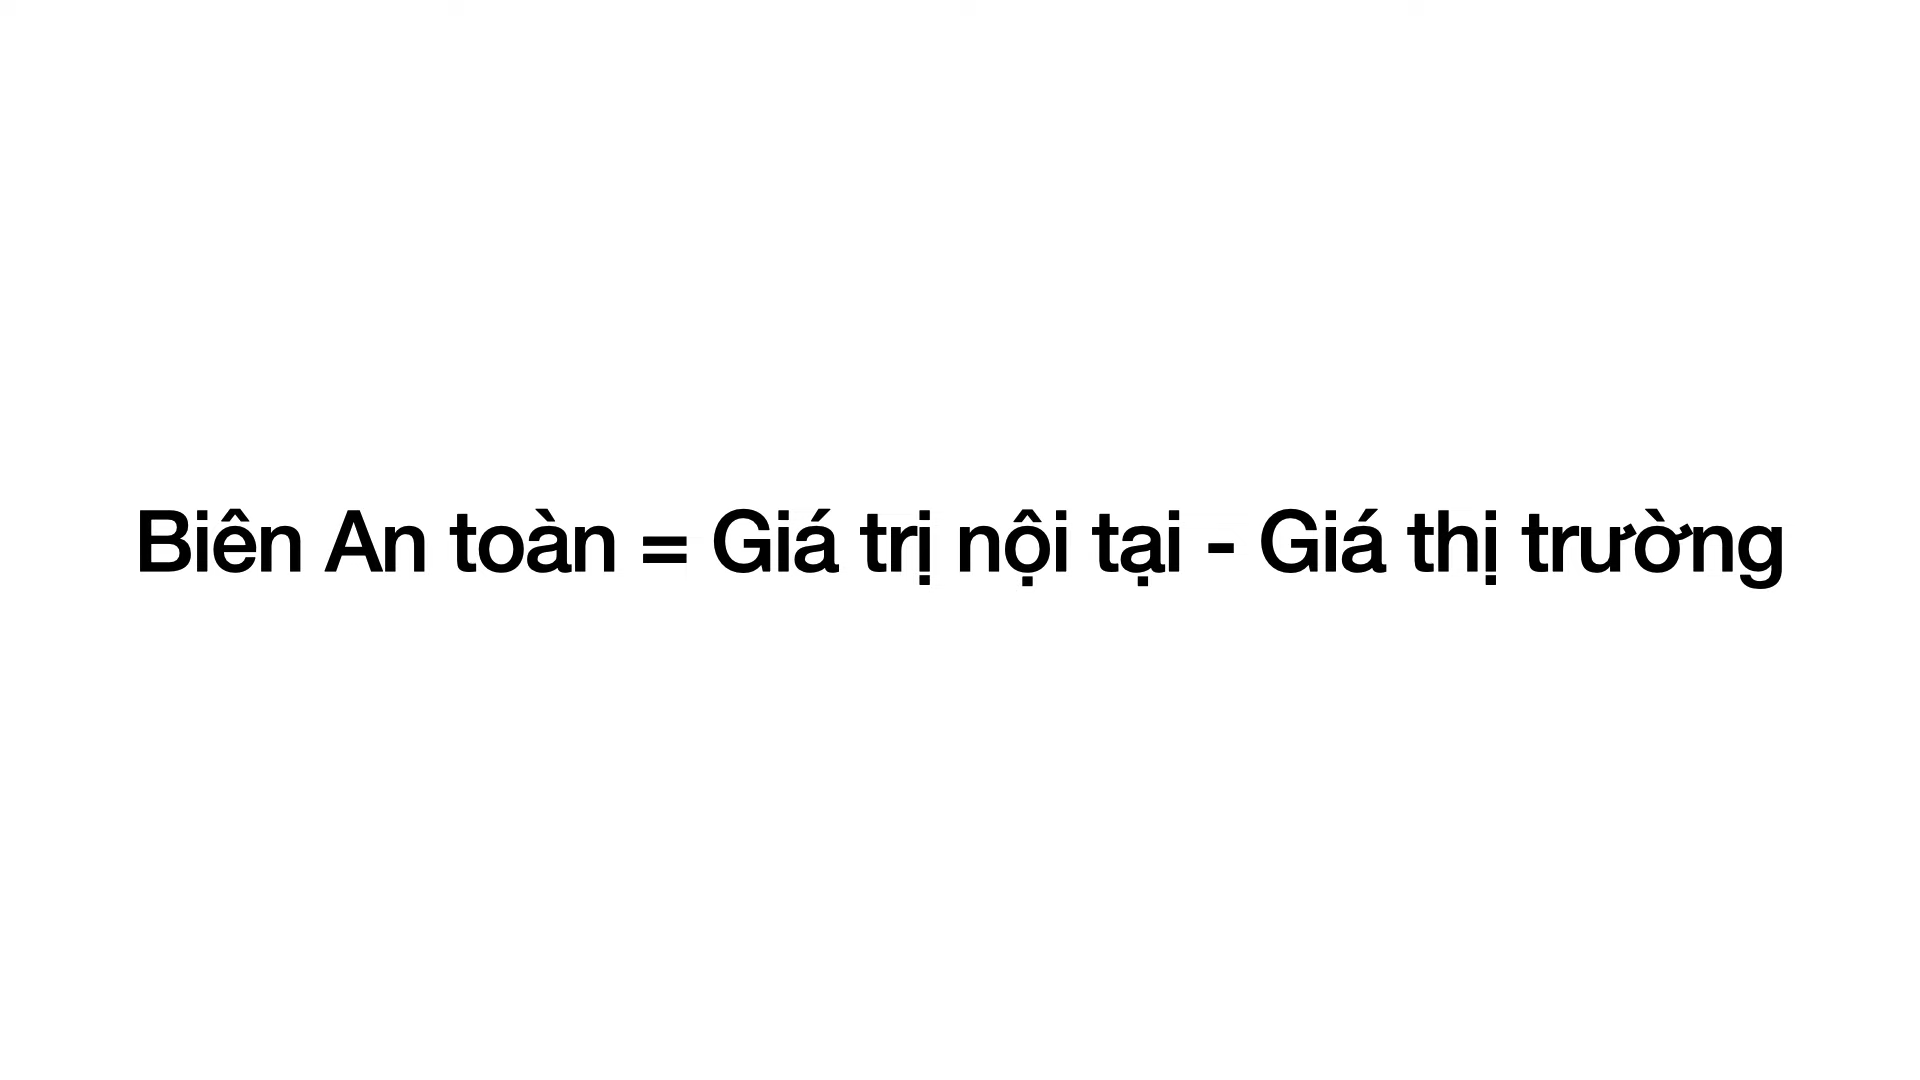 Biên An toàn = Giá trị nội tại - Giá thị trường